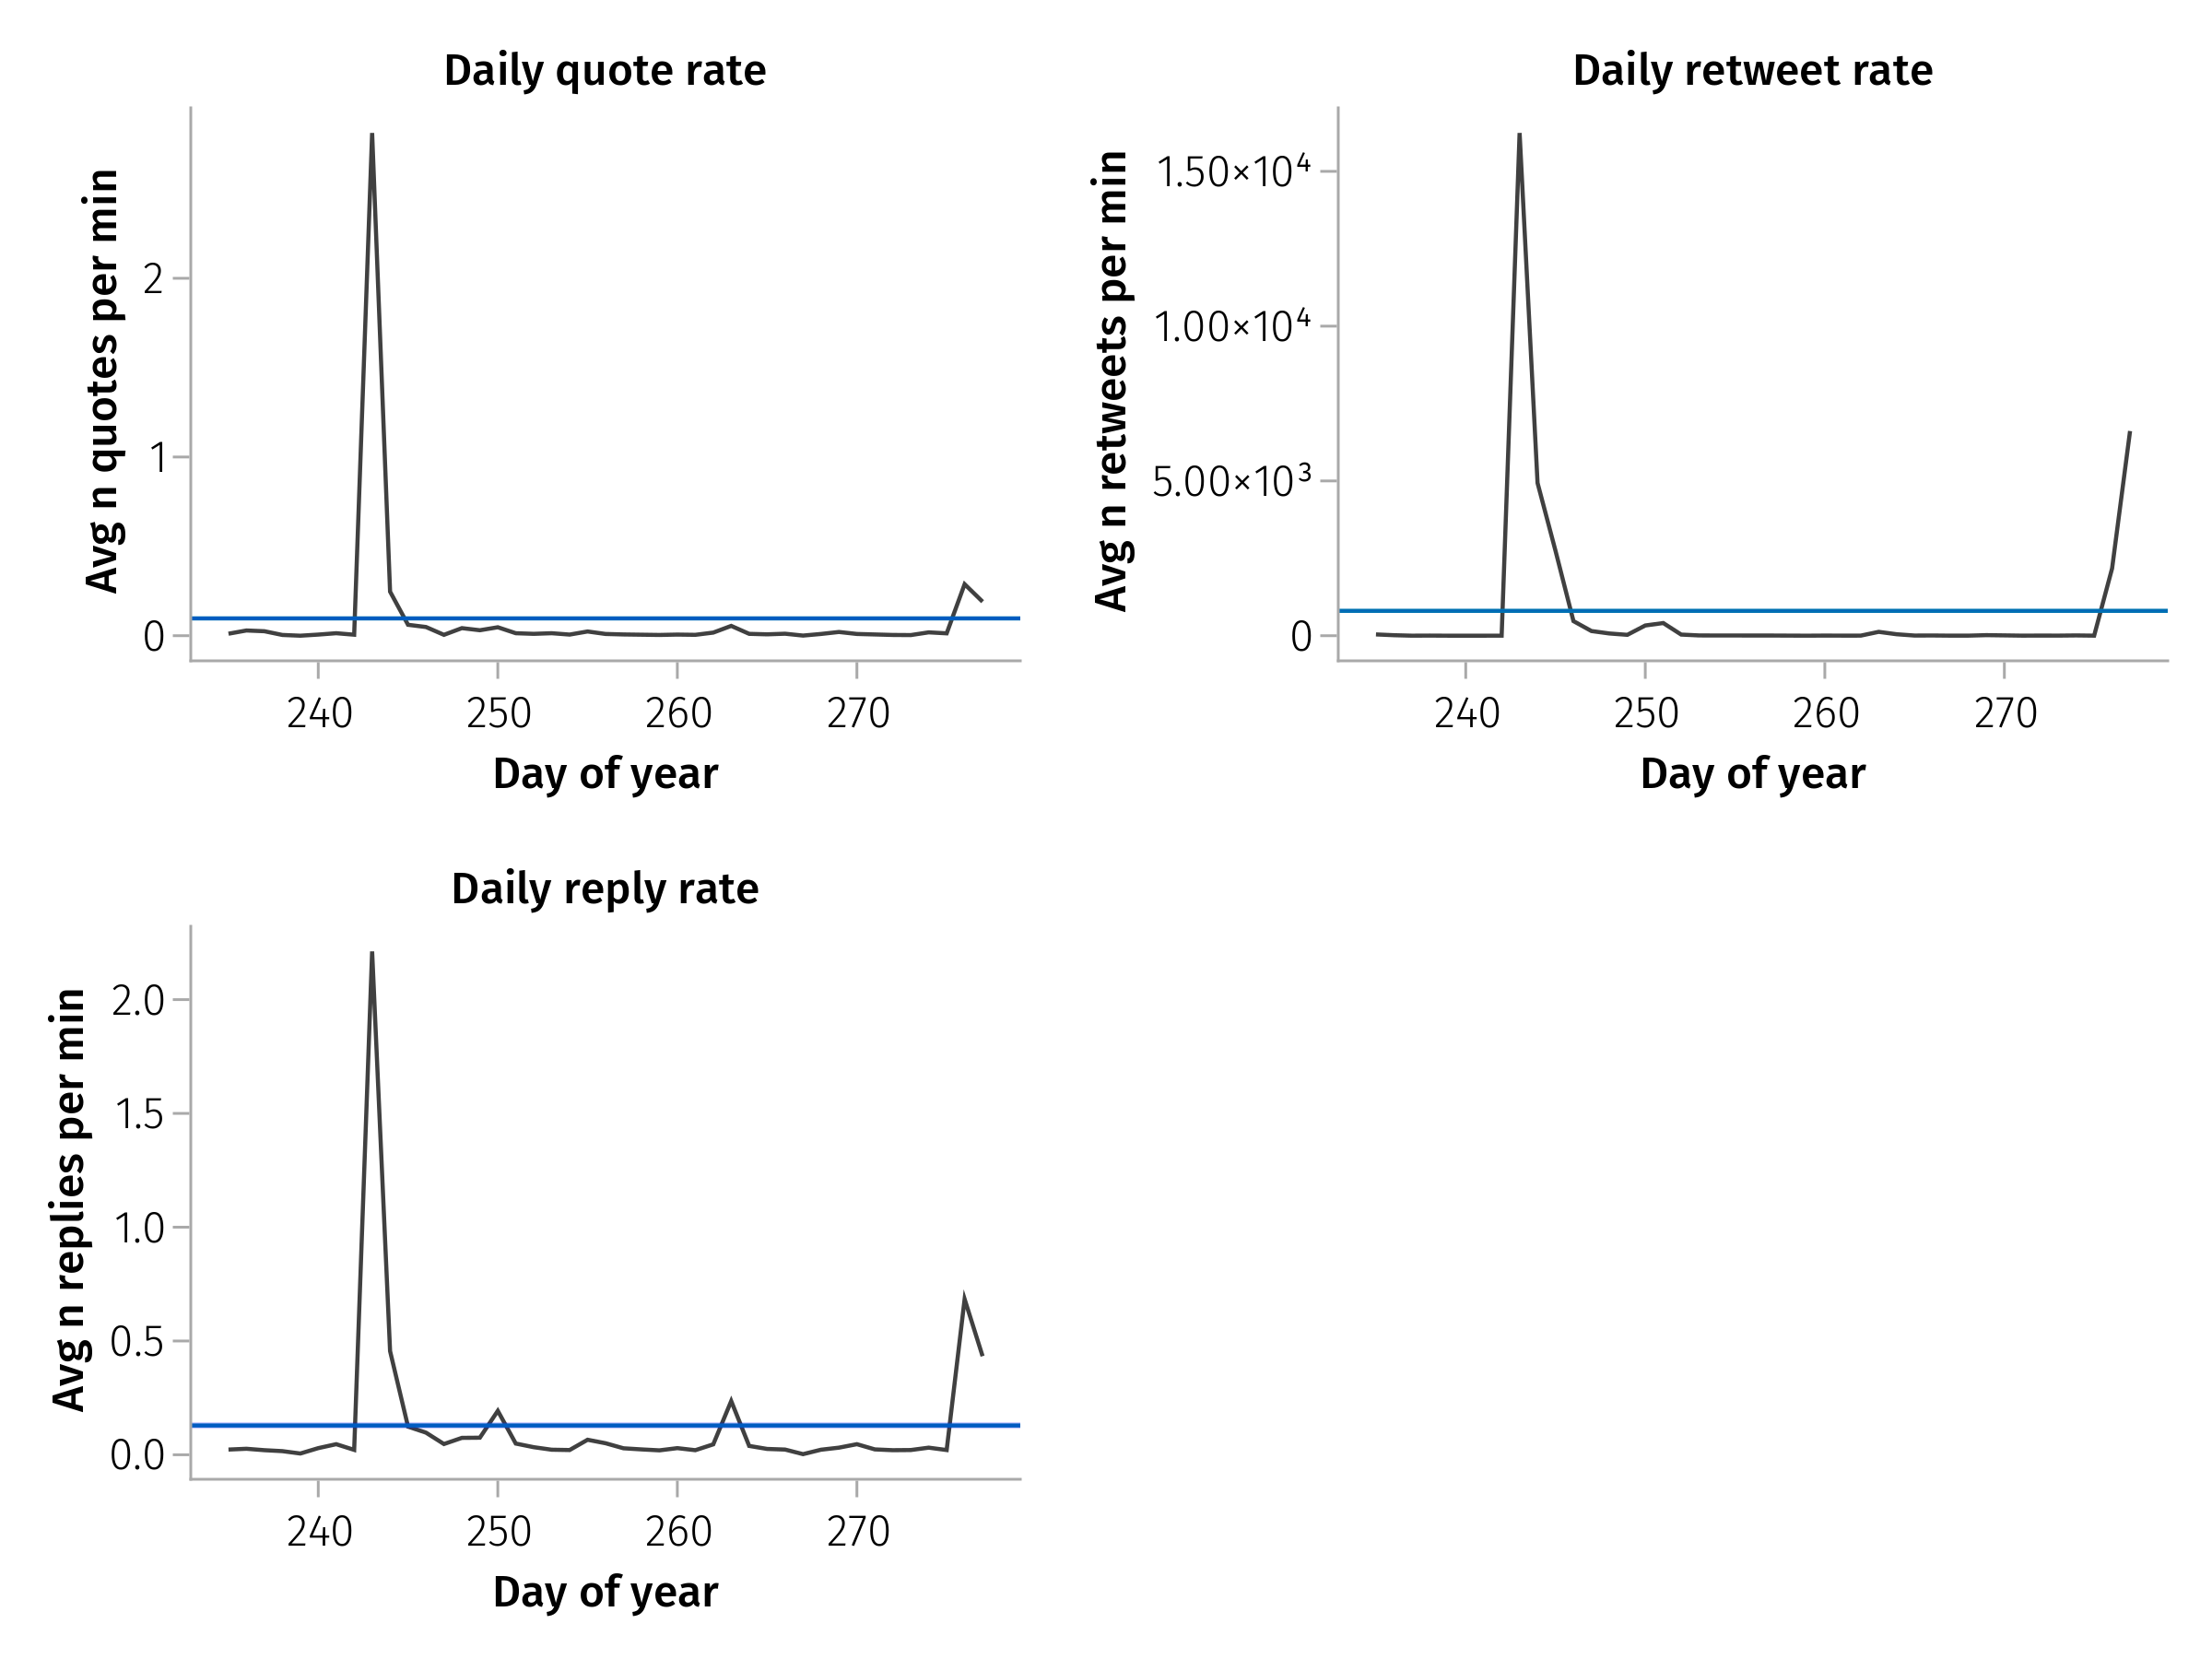 Daily quote rate
Avg n quotes per min
2
1
0
240 250 260 270
Day of year
Daily retweet rate
Avg n retweets per min
1.50×10⁴
1.00×10⁴
5.00×10³
0
240 250 260 270
Day of year
Daily reply rate
Avg n replies per min
2.0
1.5
1.0
0.5
0.0
240 250 260 270
Day of year